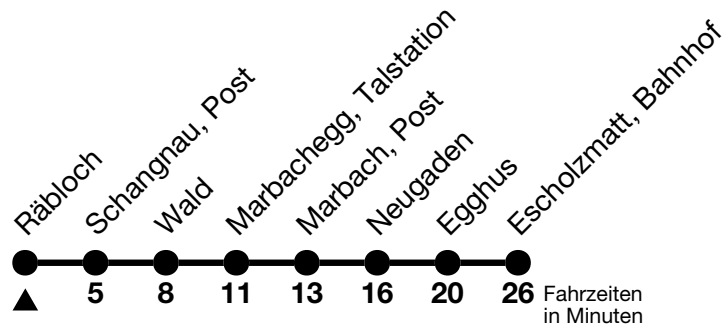 Räbloch
Schangnau, Post
Wald
Marbachegg, Talstation
Marbach, Post
Neugaden
Egghus
Escholzmatt, Bahnhof
5 8 11 13 16 20 26 Fahrzeiten
in Minuten